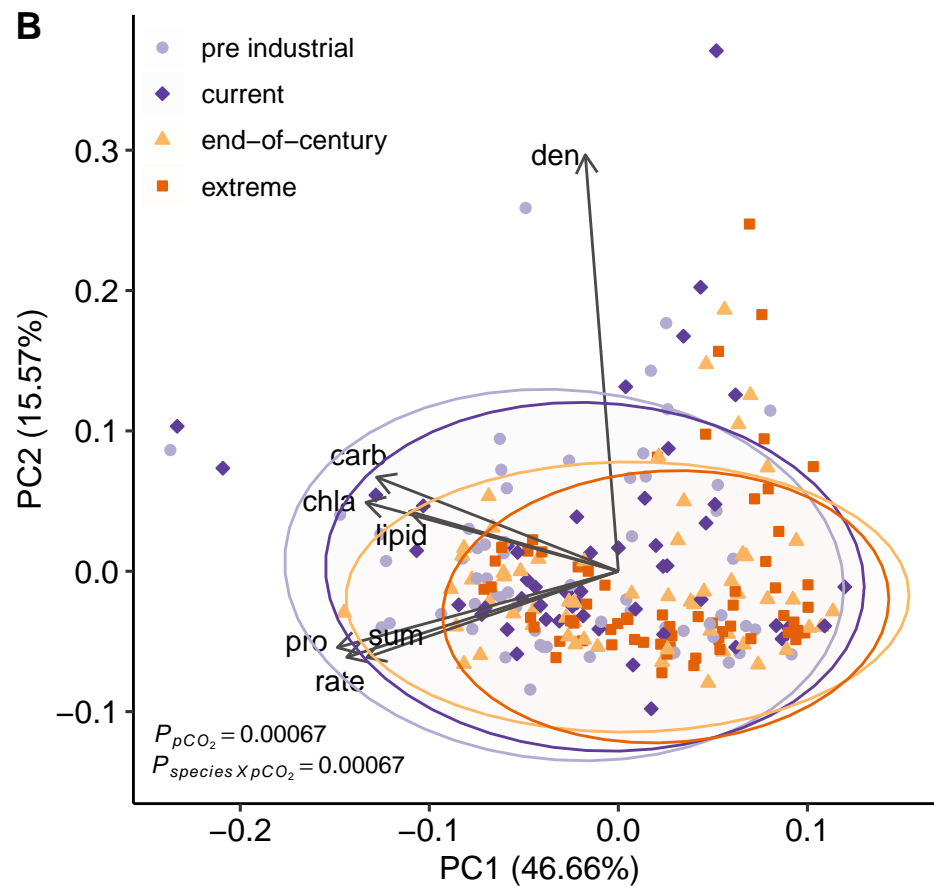 B
pre industrial
current
end−of−century
extreme
PC2 (15.57%)
0.3
0.2
0.1
0.0
−0.1
den
carb
chla
lipid
pro
sum
rate
P pCO₂ = 0.00067
P species X pCO₂ = 0.00067
−0.2 −0.1 0.0 0.1
PC1 (46.66%)